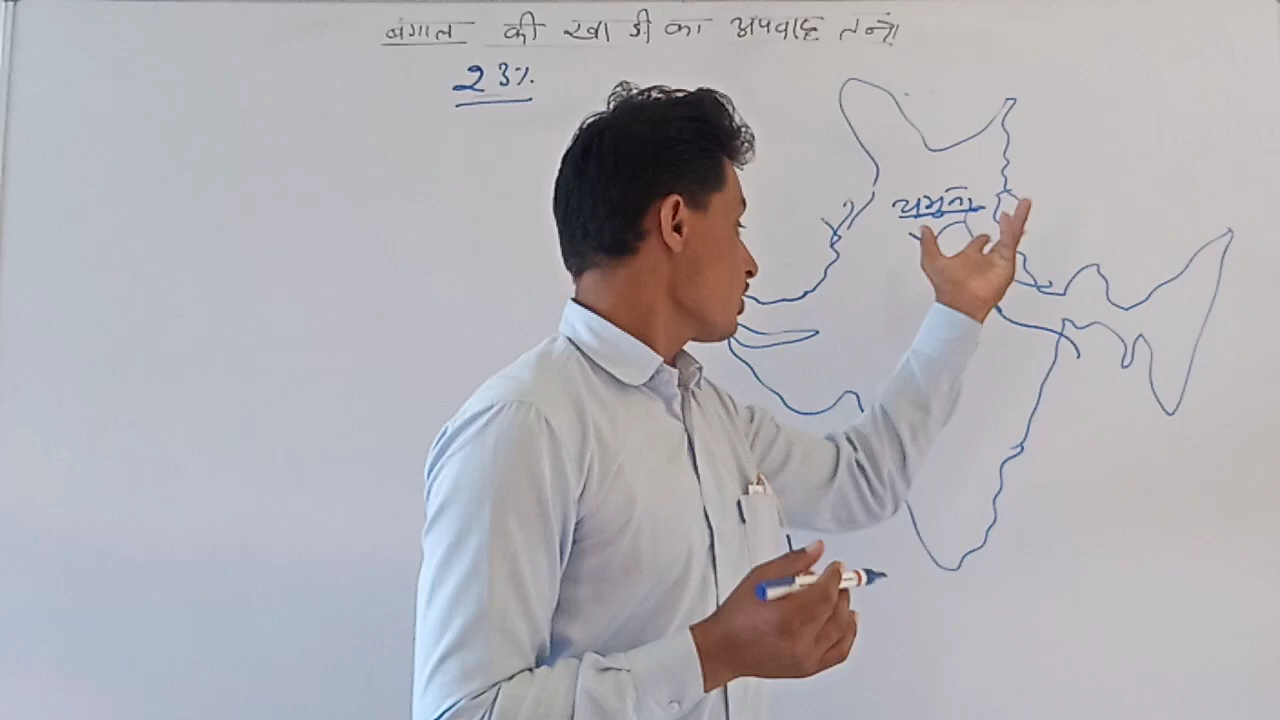 बंगाल की खाडी का अपवाह तन्त्र
23%
यमुना